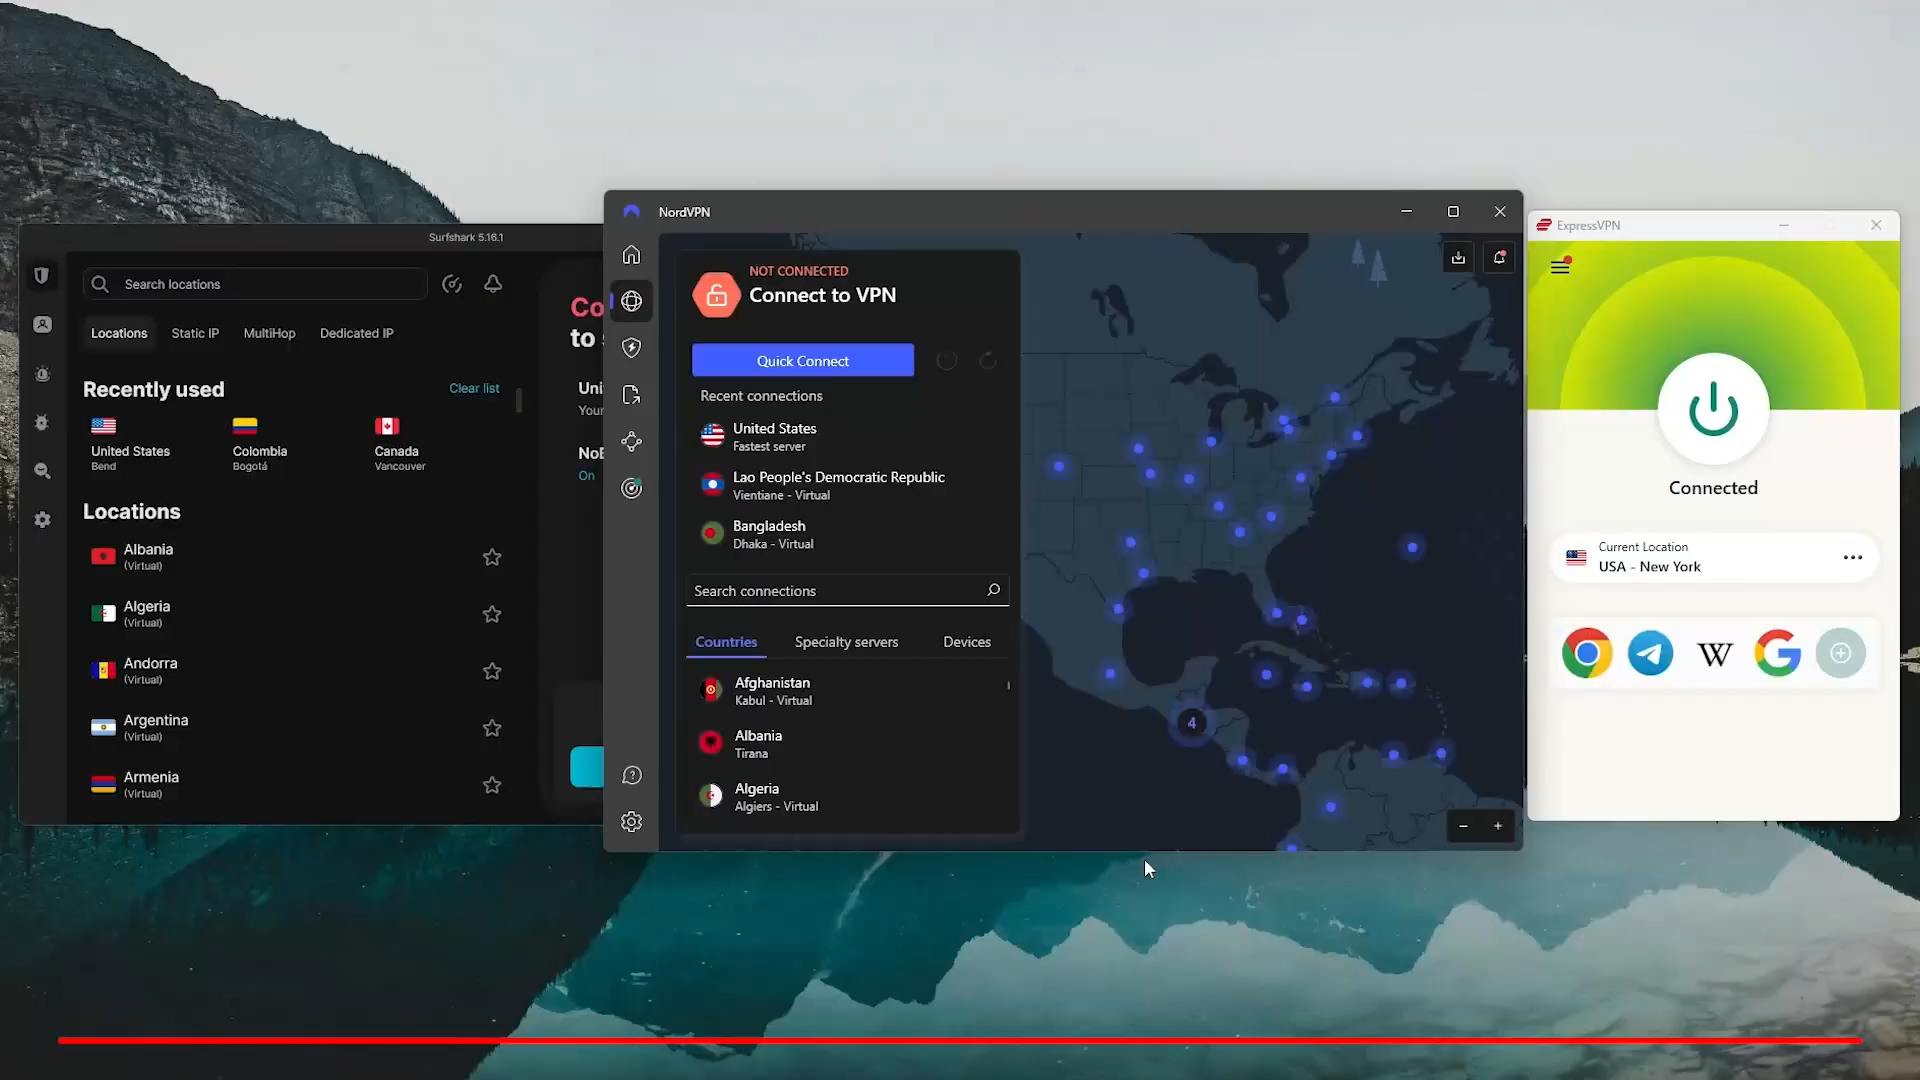 Surfshark 5.16.1
Search locations
Locations Static IP MultiHop Dedicated IP
Recently used Clear list
United States
Bend
Colombia
Bogotá
Canada
Vancouver
Locations
Albania
(Virtual)
Algeria
(Virtual)
Andorra
(Virtual)
Argentina
(Virtual)
Armenia
(Virtual)
Co
to
Uni
Your
On
NordVPN
NOT CONNECTED
Connect to VPN
Quick Connect
Recent connections
United States
Fastest server
Lao People's Democratic Republic
Vientiane - Virtual
Bangladesh
Dhaka - Virtual
Search connections
Countries Specialty servers Devices
Afghanistan
Kabul - Virtual
Albania
Tirana
Algeria
Algiers - Virtual
4
ExpressVPN
Connected
Current Location
USA - New York
W
G